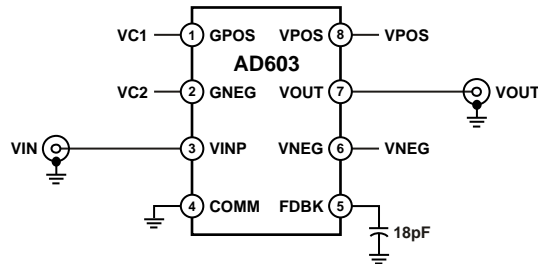 VC1 1 GPOS VPOS 8 VPOS
AD603
VC2 2 GNEG VOUT 7 VOUT
VIN 3 VINP VNEG 6 VNEG
4 COMM FDBK 5
18pF